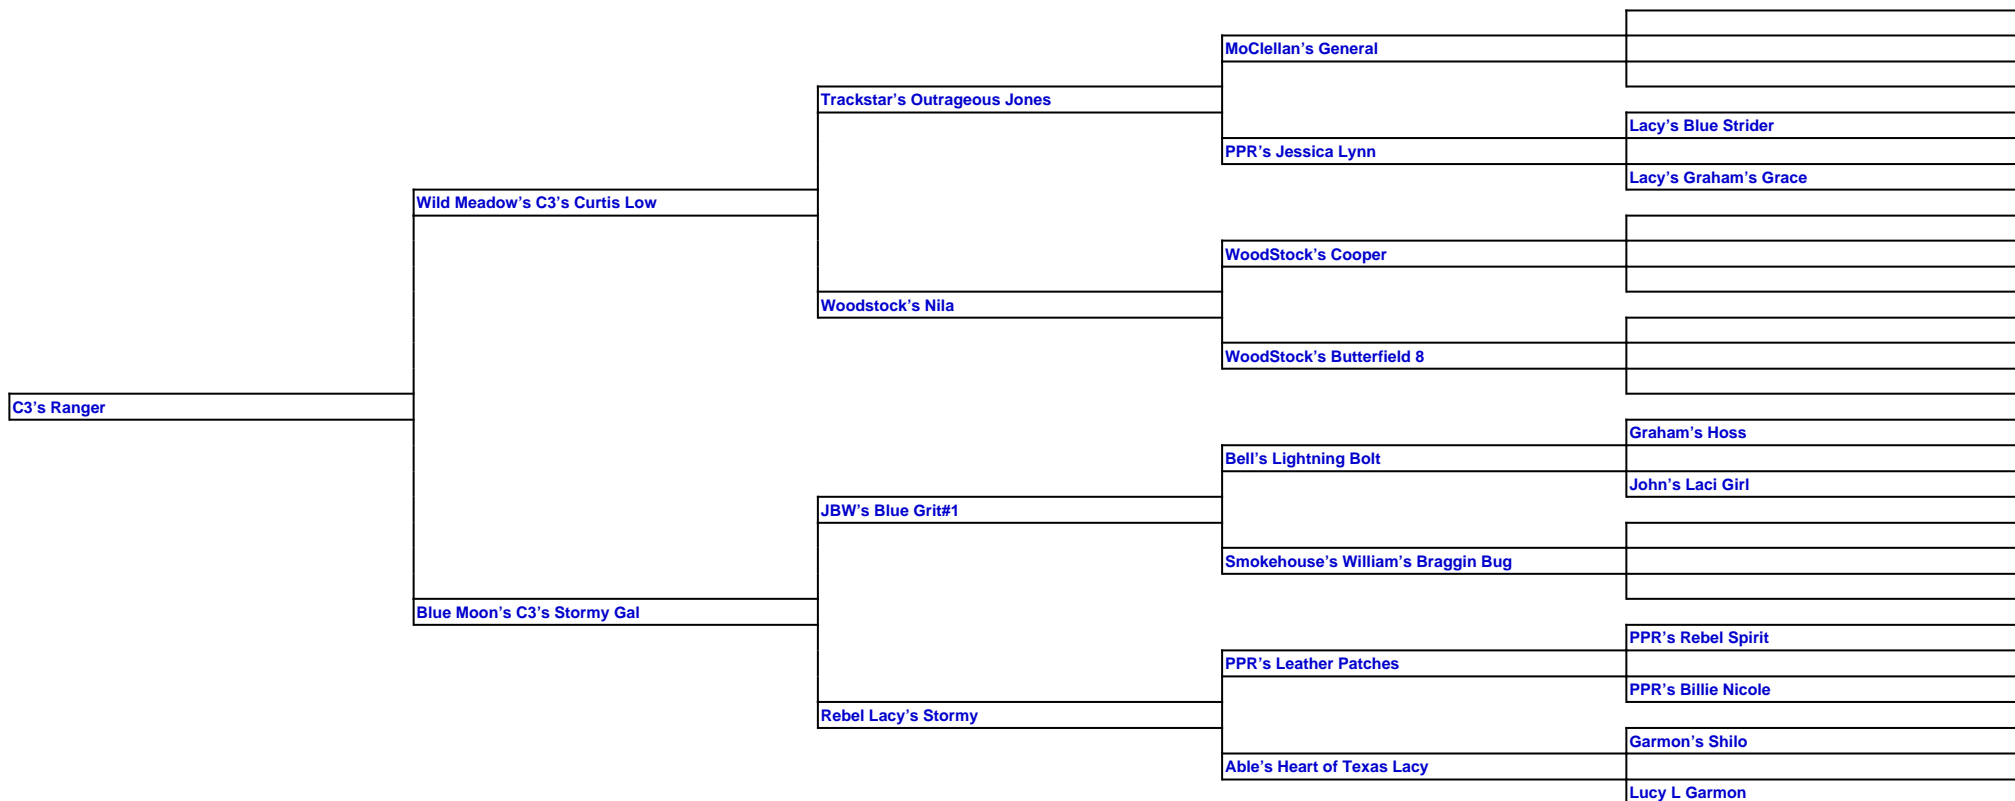 MoClellan’s General
Trackstar’s Outrageous Jones
Lacy’s Blue Strider
PPR’s Jessica Lynn
Lacy’s Graham’s Grace
Wild Meadow’s C3’s Curtis Low
WoodStock’s Cooper
Woodstock’s Nila
WoodStock’s Butterfield 8
C3’s Ranger
Graham’s Hoss
Bell’s Lightning Bolt
John’s Laci Girl
JBW’s Blue Grit#1
Smokehouse’s William’s Braggin Bug
Blue Moon’s C3’s Stormy Gal
PPR’s Rebel Spirit
PPR’s Leather Patches
PPR’s Billie Nicole
Rebel Lacy’s Stormy
Garmon’s Shilo
Able’s Heart of Texas Lacy
Lucy L Garmon